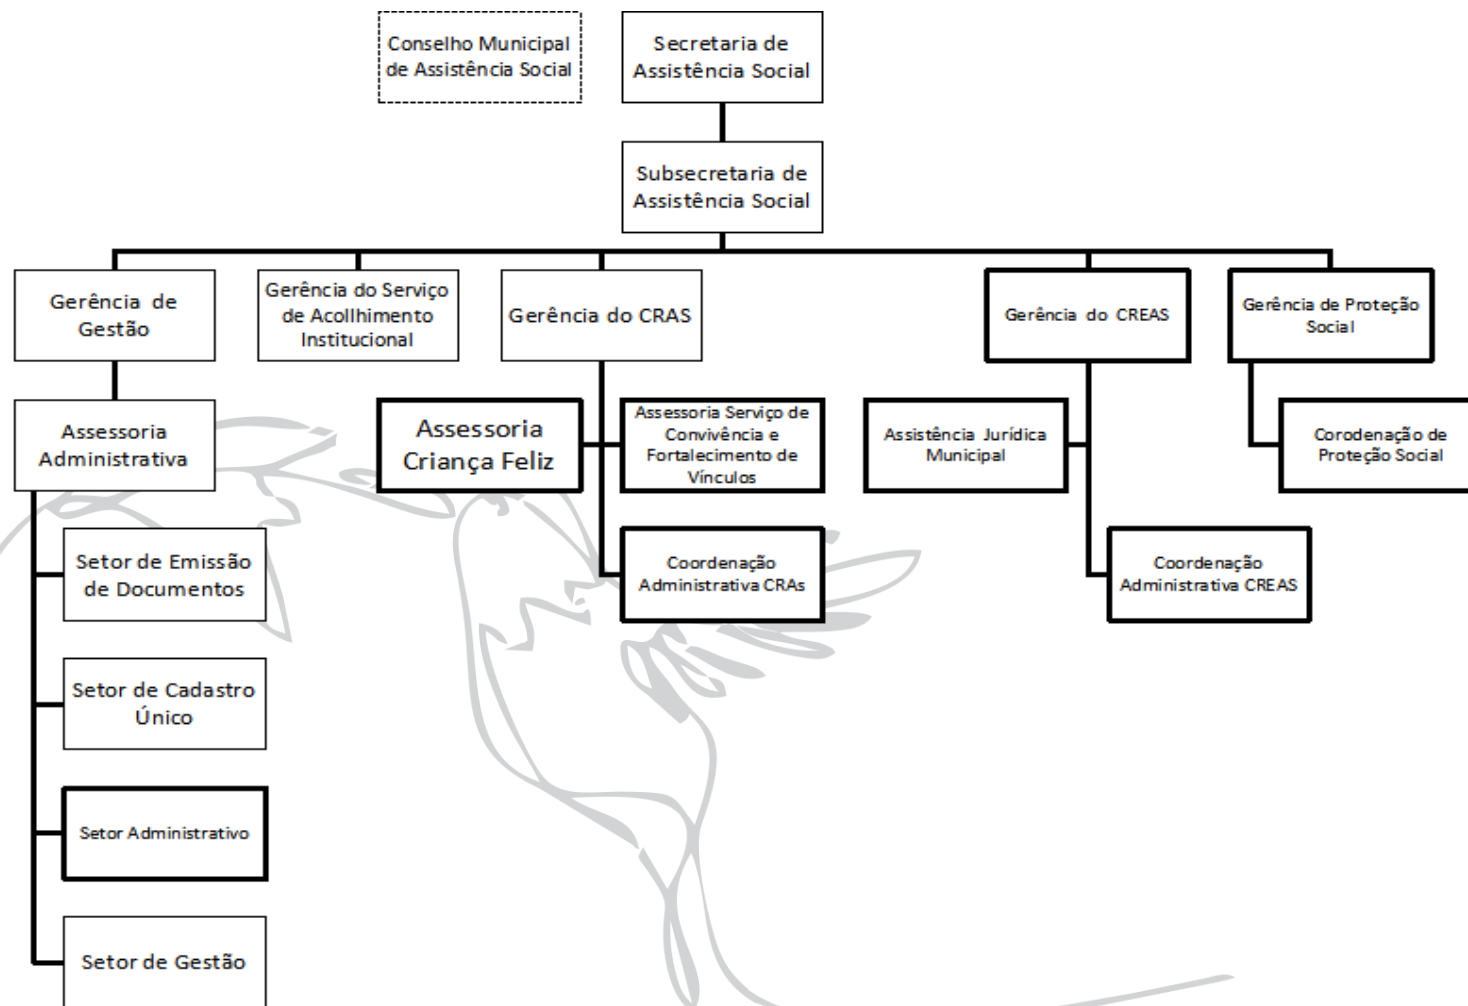 Conselho Municipal
de Assistência Social
Secretaria de
Assistência Social
Subsecretaria de
Assistência Social
Gerência de
Gestão
Gerência do Serviço
de Acollhimento
Institucional
Gerência do CRAS
Gerência do CREAS
Gerência de Proteção
Social
Assessoria
Administrativa
Assessoria
Criança Feliz
Assessoria Serviço de
Convivência e
Fortalecimento de
Vínculos
Assistência Jurídica
Municipal
Corodenação de
Proteção Social
Setor de Emissão
de Documentos
Coordenação
Administrativa CRAs
Coordenação
Administrativa CREAS
Setor de Cadastro
Único
Setor Administrativo
Setor de Gestão